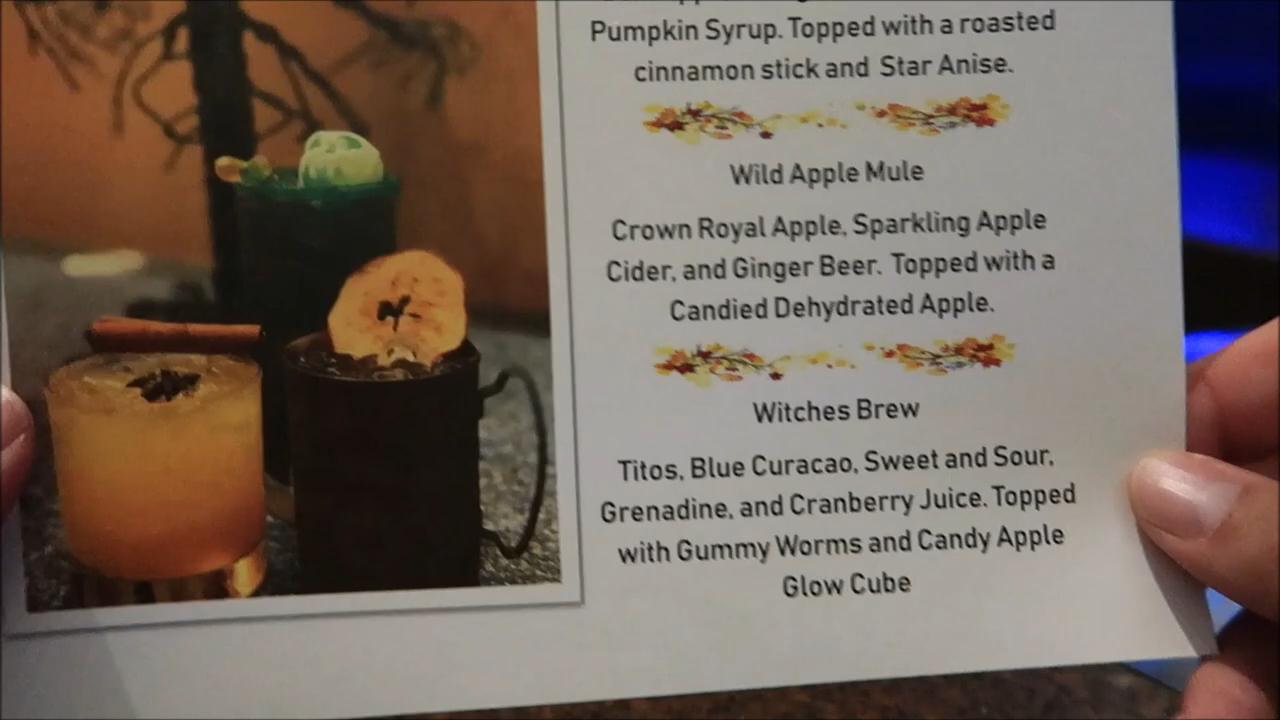 Pumpkin Syrup. Topped with a roasted
cinnamon stick and Star Anise.
Wild Apple Mule
Crown Royal Apple, Sparkling Apple
Cider, and Ginger Beer. Topped with a
Candied Dehydrated Apple.
Witches Brew
Titos, Blue Curacao, Sweet and Sour,
Grenadine, and Cranberry Juice. Topped
with Gummy Worms and Candy Apple
Glow Cube